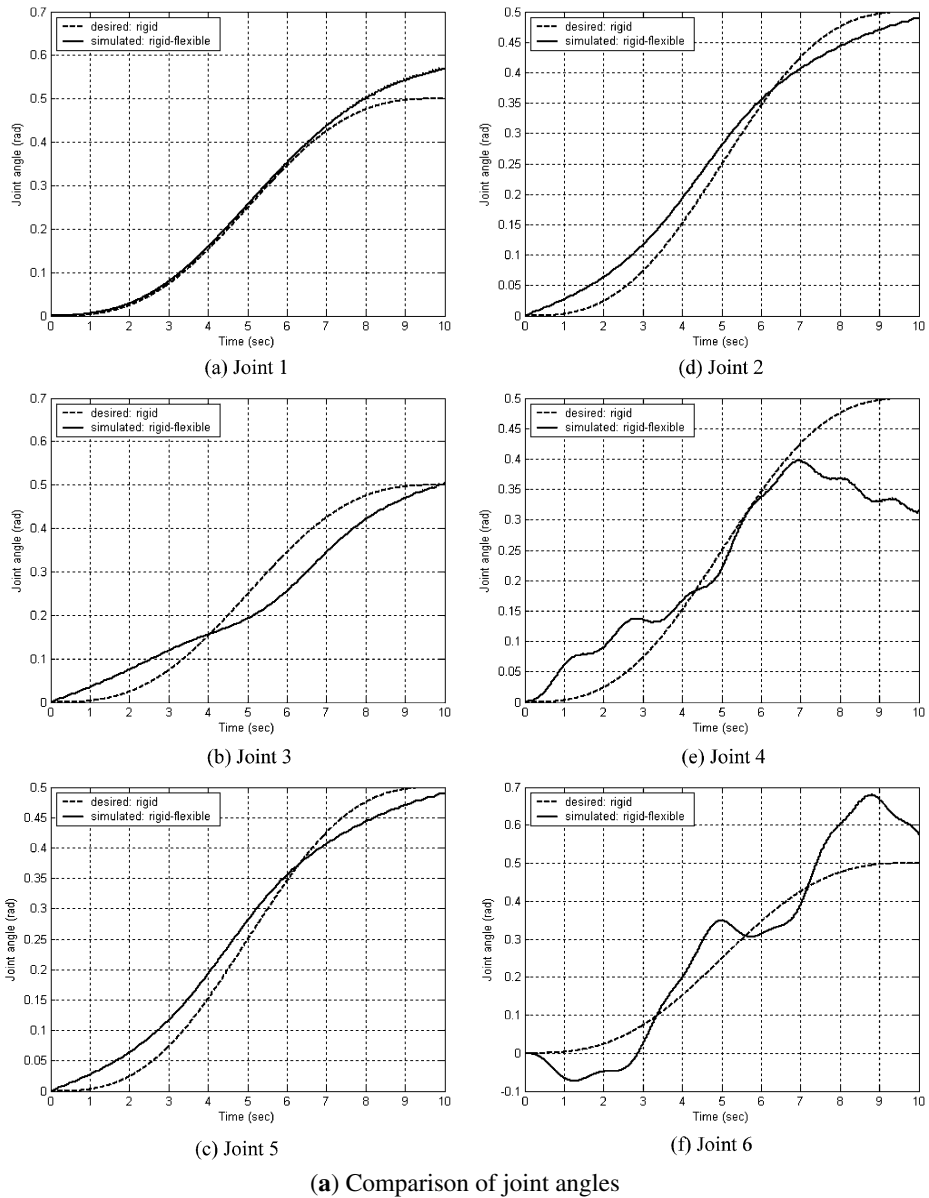 0.7
0.6
0.5
0.4
0.3
0.2
0.1
0
Joint angle (rad)
desired: rigid
simulated: rigid-flexible
0 1 2 3 4 5 6 7 8 9 10
Time (sec)
(a) Joint 1
0.5
0.45
0.4
0.35
0.3
0.25
0.2
0.15
0.1
0.05
0
Joint angle (rad)
desired: rigid
simulated: rigid-flexible
0 1 2 3 4 5 6 7 8 9 10
Time (sec)
(d) Joint 2
0.7
0.6
0.5
0.4
0.3
0.2
0.1
0
Joint angle (rad)
desired: rigid
simulated: rigid-flexible
0 1 2 3 4 5 6 7 8 9 10
Time (sec)
(b) Joint 3
0.5
0.45
0.4
0.35
0.3
0.25
0.2
0.15
0.1
0.05
0
Joint angle (rad)
desired: rigid
simulated: rigid-flexible
0 1 2 3 4 5 6 7 8 9 10
Time (sec)
(e) Joint 4
0.5
0.45
0.4
0.35
0.3
0.25
0.2
0.15
0.1
0.05
0
Joint angle (rad)
desired: rigid
simulated: rigid-flexible
0 1 2 3 4 5 6 7 8 9 10
Time (sec)
(c) Joint 5
0.7
0.6
0.5
0.4
0.3
0.2
0.1
0
-0.1
Joint angle (rad)
desired: rigid
simulated: rigid-flexible
0 1 2 3 4 5 6 7 8 9 10
Time (sec)
(f) Joint 6
(a) Comparison of joint angles